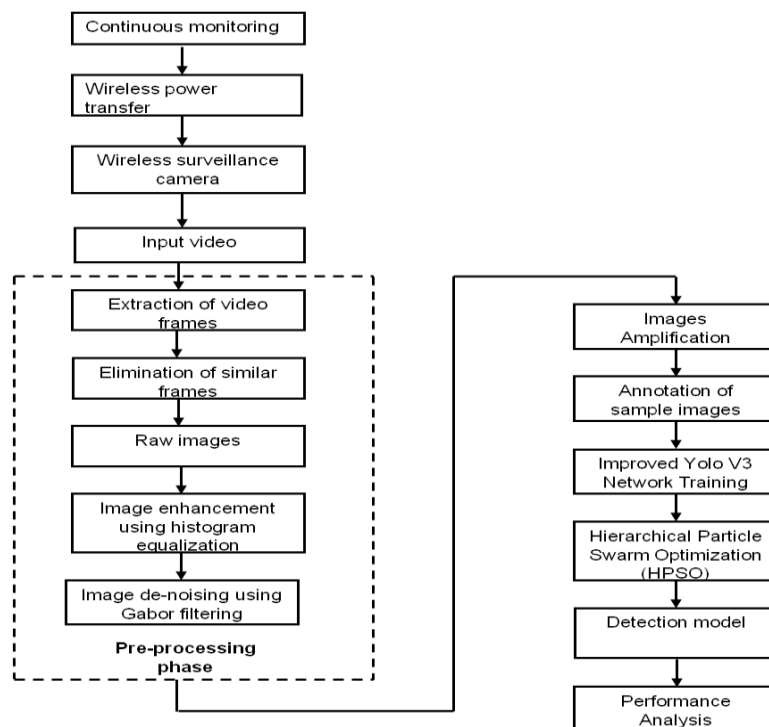 Continuous monitoring
Wireless power
transfer
Wireless surveillance
camera
Input video
Extraction of video
frames
Elimination of similar
frames
Raw images
Image enhancement
using histogram
equalization
Image de-noising using
Gabor filtering
Pre-processing
phase
Images
Amplification
Annotation of
sample images
Improved Yolo V3
Network Training
Hierarchical Particle
Swarm Optimization
(HPSO)
Detection model
Performance
Analysis